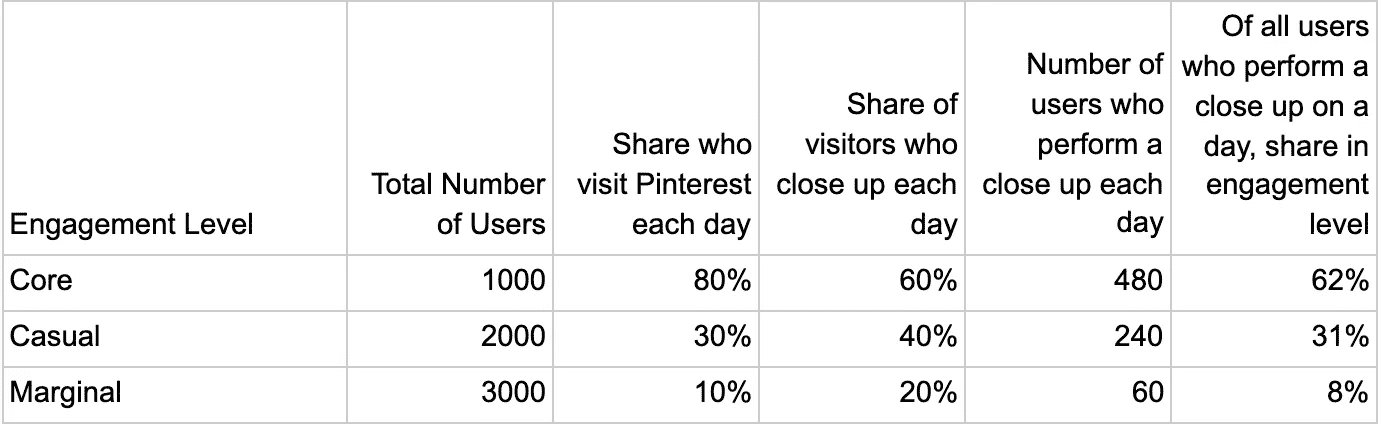 Engagement Level
Total Number
of Users
Share who
visit Pinterest
each day
Share of
visitors who
close up each
day
Number of
users who
perform a
close up each
day
Of all users
who perform a
close up on a
day, share in
engagement
level
Core 1000 80% 60% 480 62%
Casual 2000 30% 40% 240 31%
Marginal 3000 10% 20% 60 8%